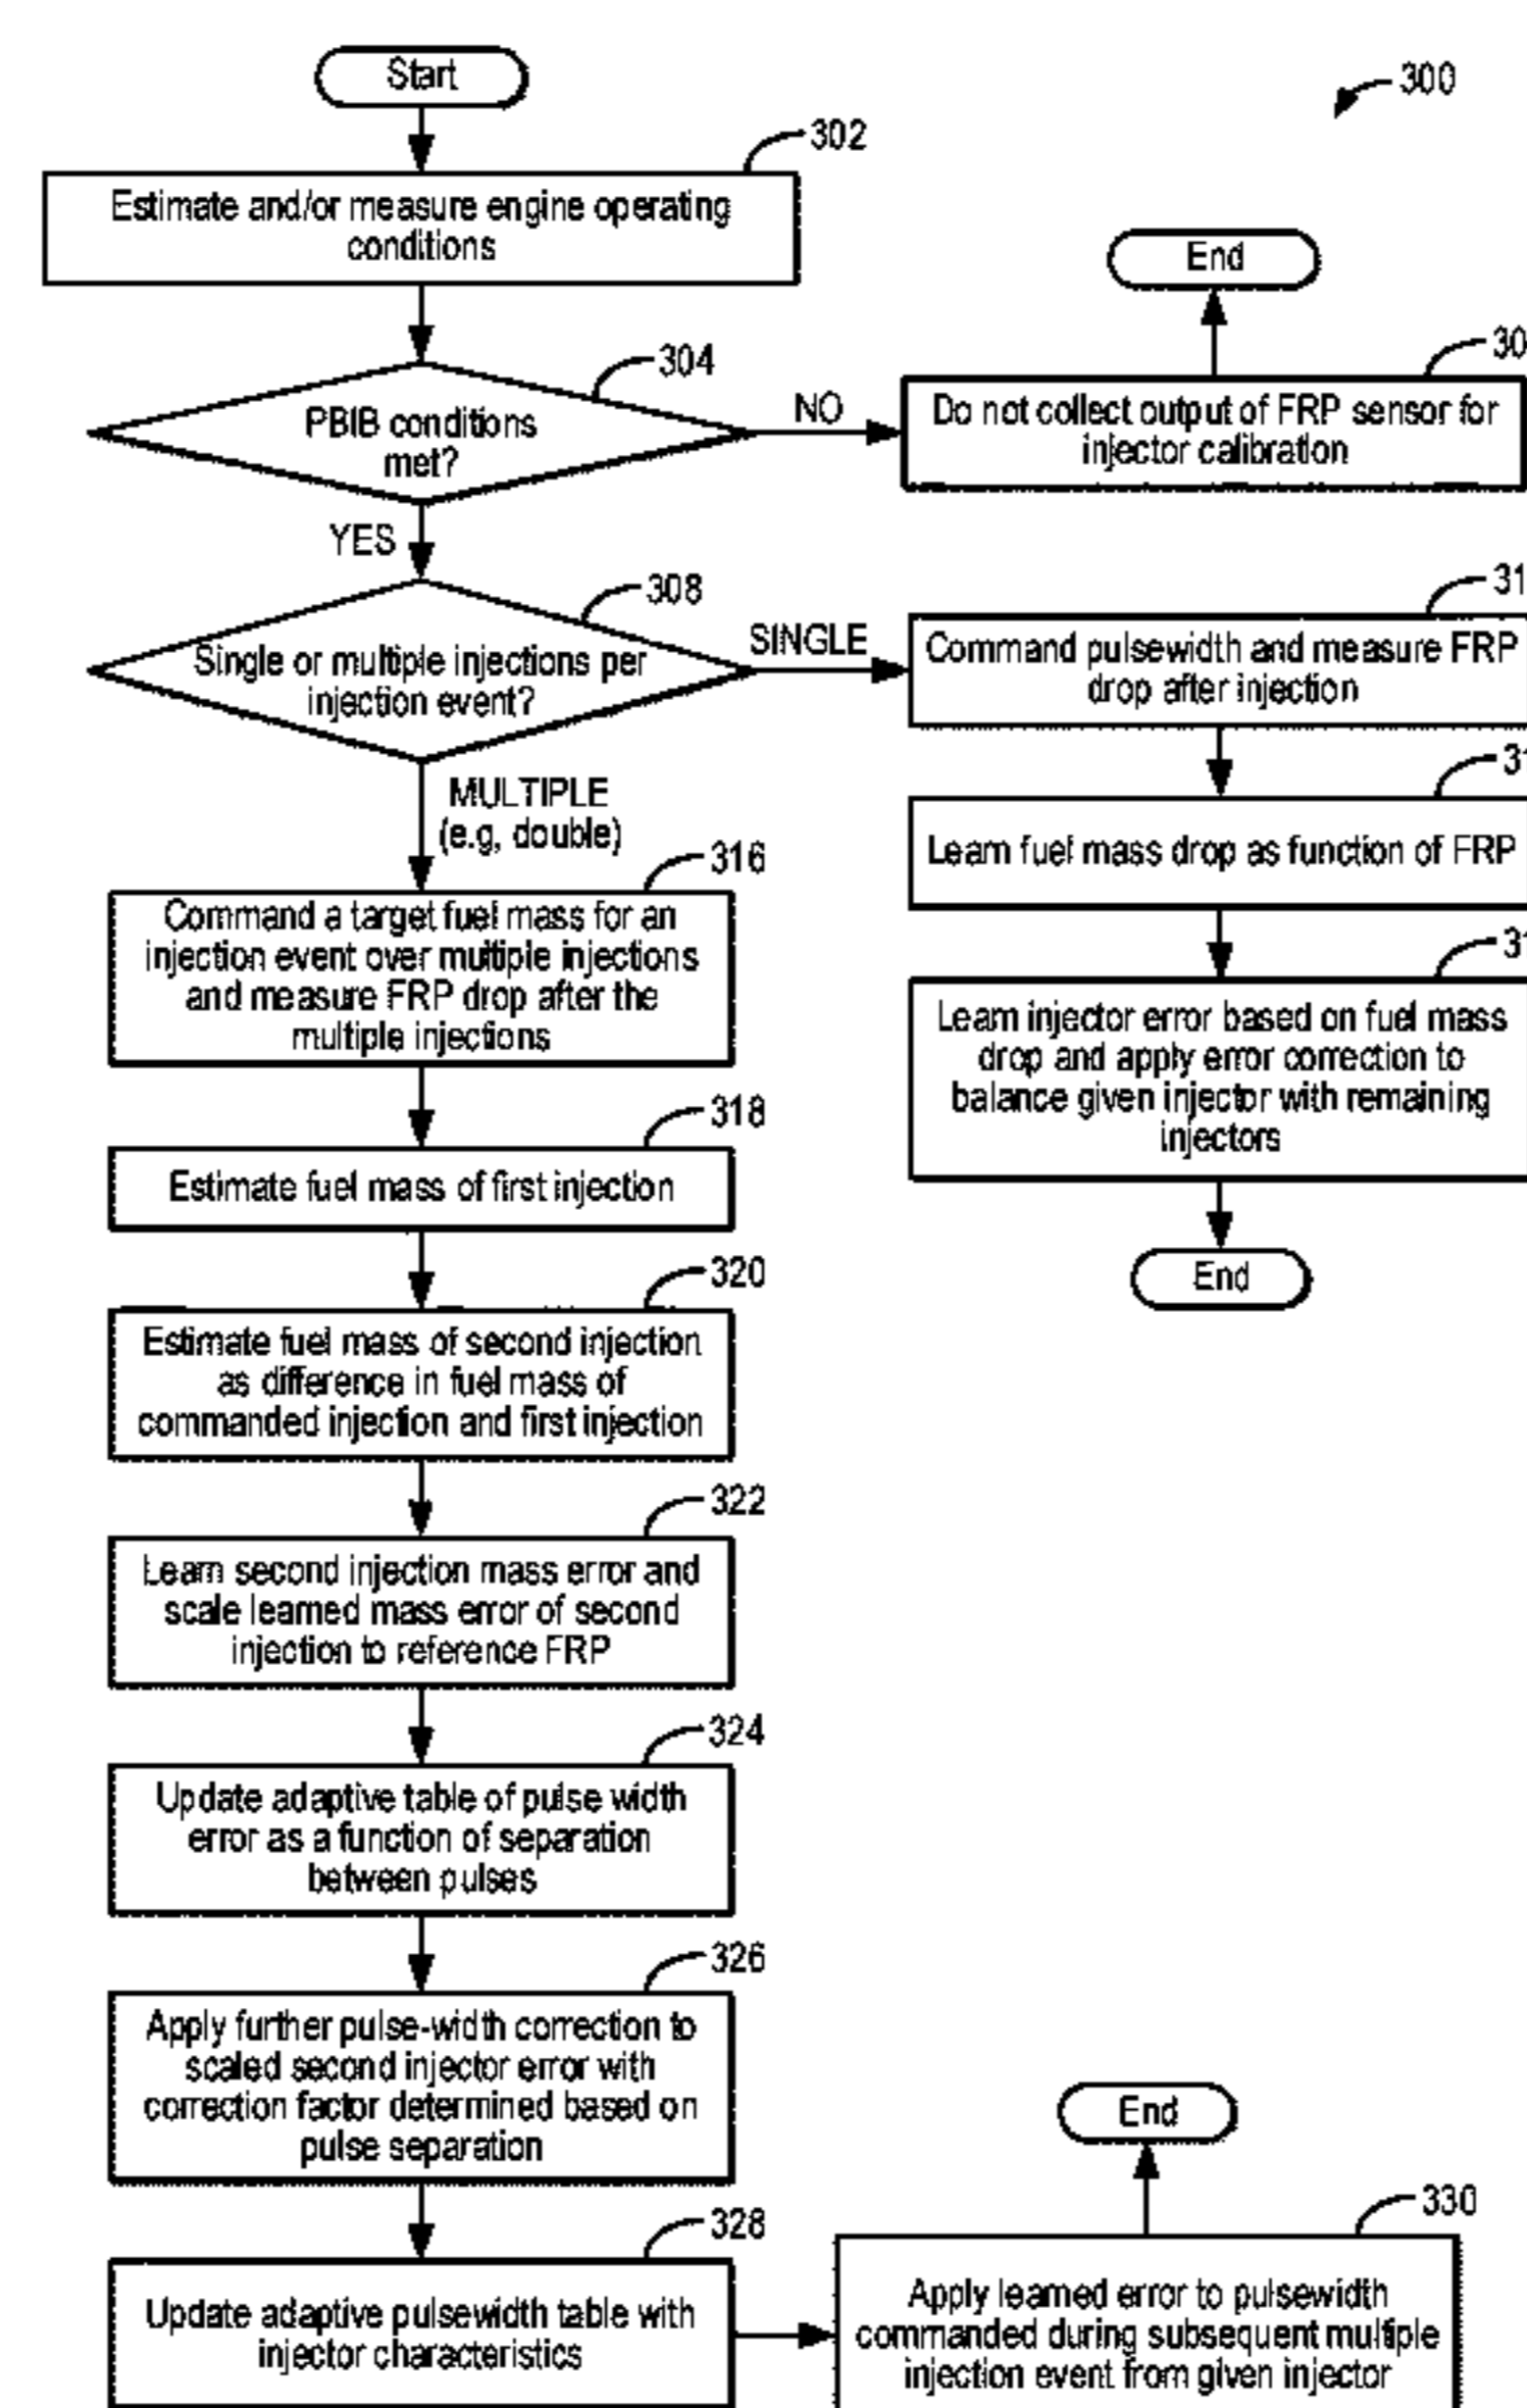 Start
300
302
Estimate and/or measure engine operating
conditions
End
304
PBIB conditions
met?
NO
30
Do not collect output of FRP sensor for
injector calibration
YES
308
Single or multiple injections per
injection event?
SINGLE
31
Command pulsewidth and measure FRP
drop after injection
31
Learn fuel mass drop as function of FRP
31
Learn injector error based on fuel mass
drop and apply error correction to
balance given injector with remaining
injectors
End
MULTIPLE
(e.g, double)
316
Command a target fuel mass for an
injection event over multiple injections
and measure FRP drop after the
multiple injections
318
Estimate fuel mass of first injection
320
Estimate fuel mass of second injection
as difference in fuel mass of
commanded injection and first injection
322
Learn second injection mass error and
scale learned mass error of second
injection to reference FRP
324
Update adaptive table of pulse width
error as a function of separation
between pulses
326
Apply further pulse-width correction to
scaled second injector error with
correction factor determined based on
pulse separation
328
Update adaptive pulsewidth table with
injector characteristics
End
330
Apply learned error to pulsewidth
commanded during subsequent multiple
injection event from given injector